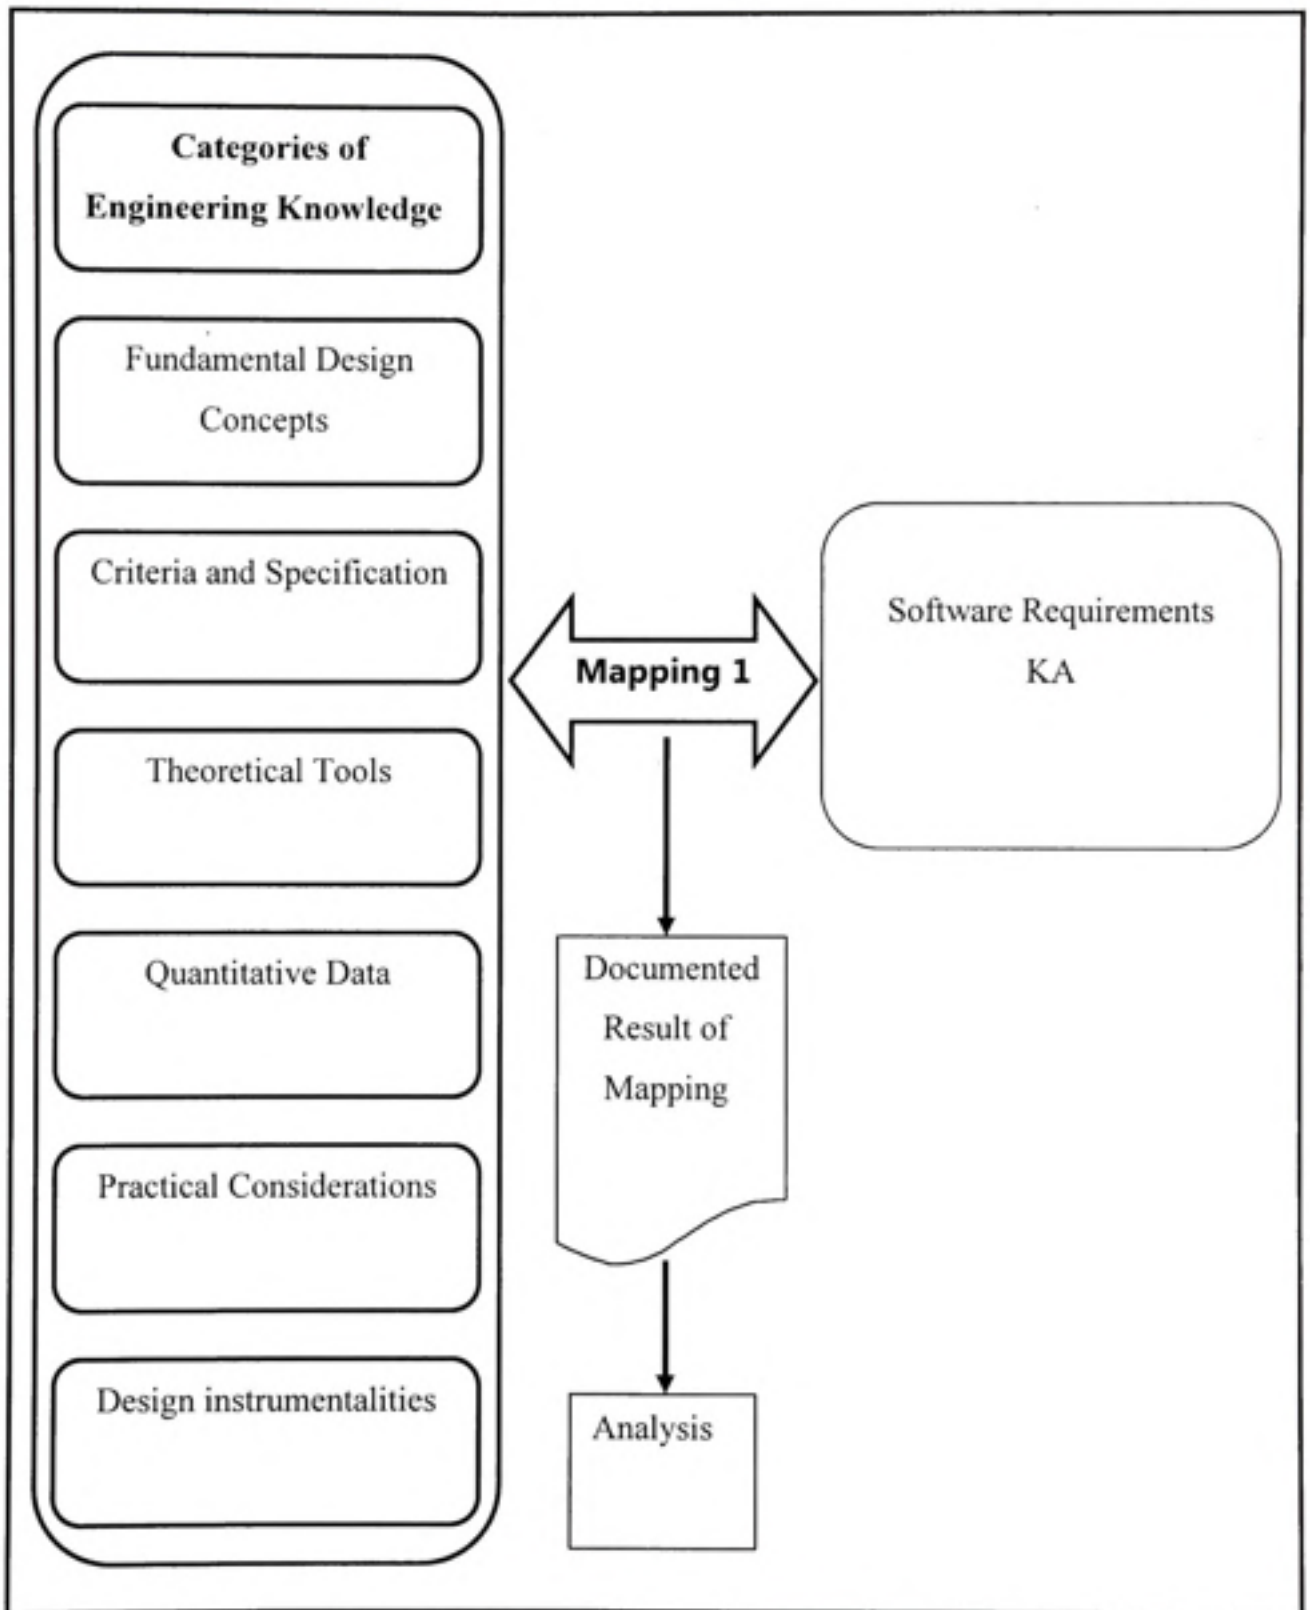 Categories of
Engineering Knowledge
Fundamental Design
Concepts
Criteria and Specification
Theoretical Tools
Quantitative Data
Practical Considerations
Design instrumentalities
Mapping 1
Software Requirements
KA
Documented
Result of
Mapping
Analysis